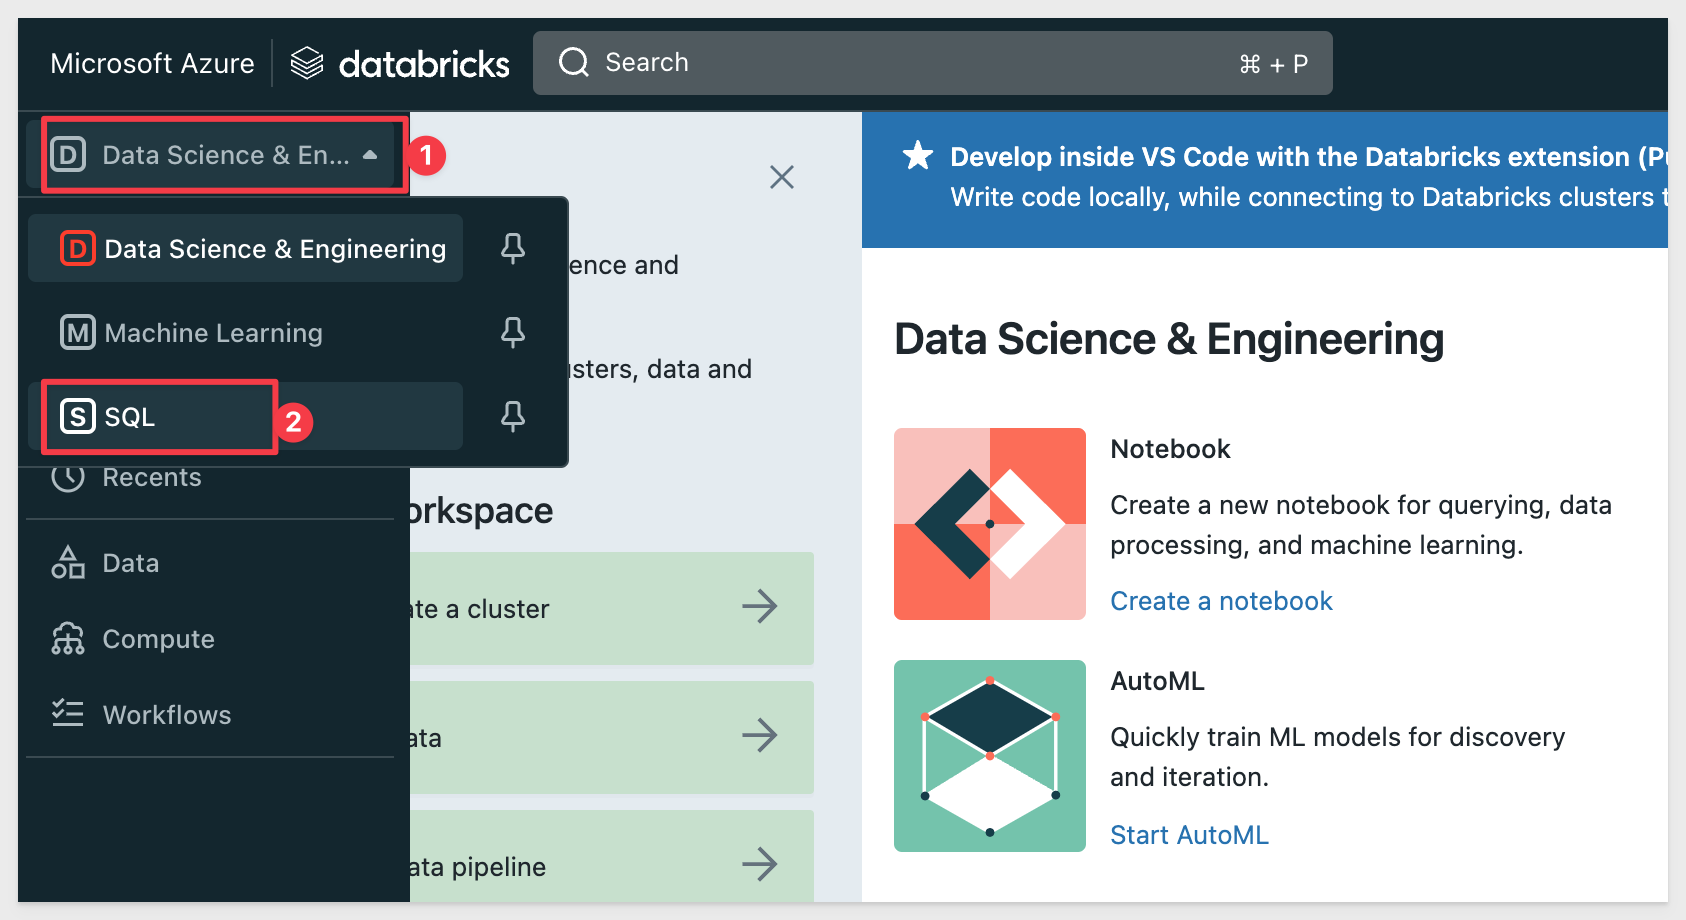 Microsoft Azure
databricks
Search
⌘ + P
D Data Science & En...
1
D Data Science & Engineering
M Machine Learning
S SQL
2
Recents
Data
Compute
Workflows
ence and
sters, data and
orkspace
ate a cluster
ata
ata pipeline
Develop inside VS Code with the Databricks extension (Pu
Write code locally, while connecting to Databricks clusters t
Data Science & Engineering
Notebook
Create a new notebook for querying, data
processing, and machine learning.
Create a notebook
AutoML
Quickly train ML models for discovery
and iteration.
Start AutoML